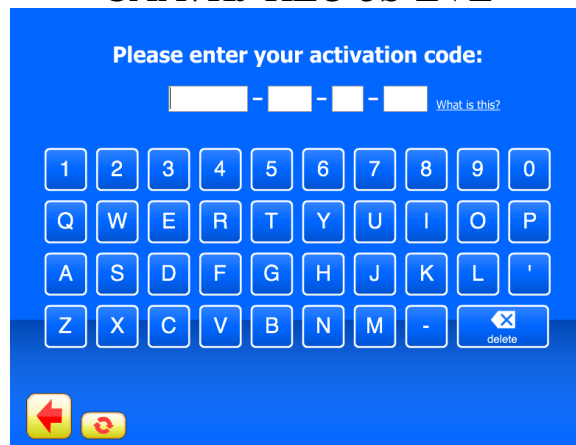 Please enter your activation code:
– – –
What is this?
1 2 3 4 5 6 7 8 9 0
Q W E R T Y U I O P
A S D F G H J K L '
Z X C V B N M -
delete